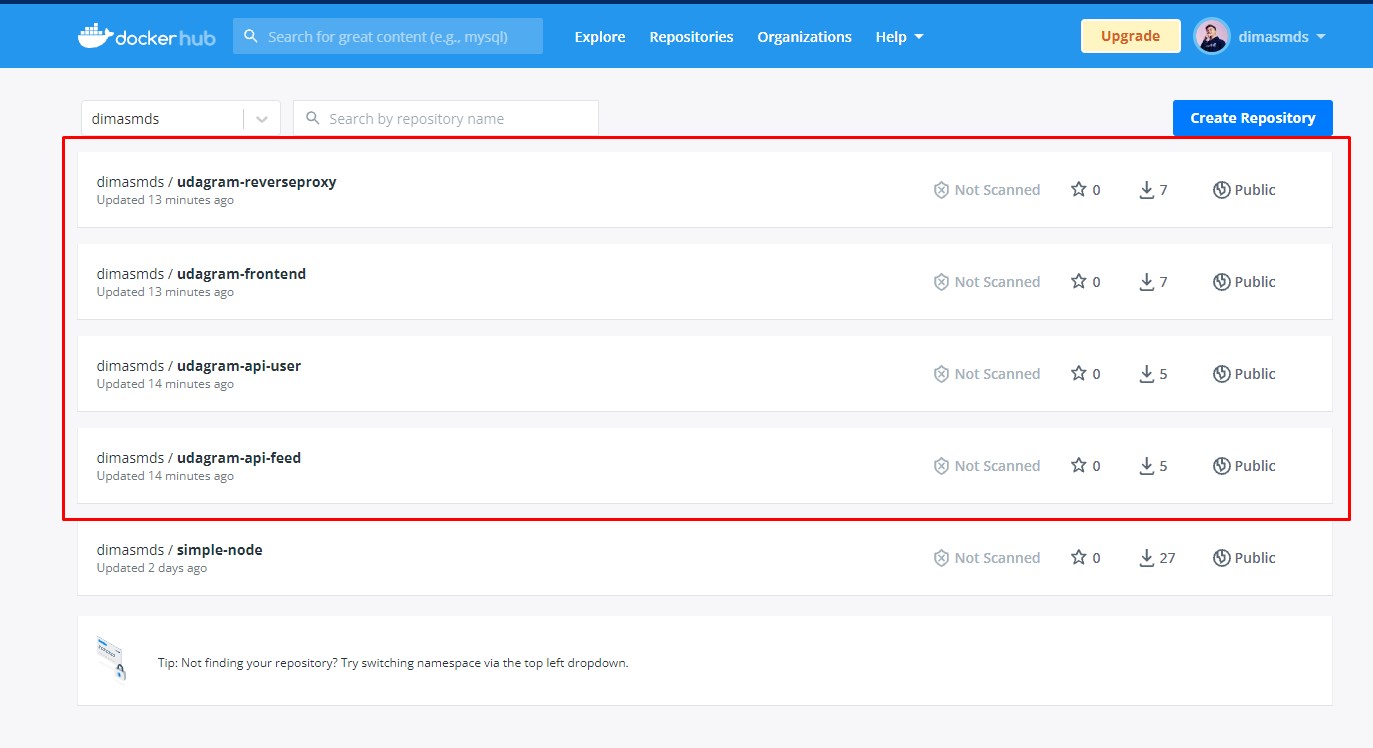 dockerhub
Search for great content (e.g., mysql)
Explore
Repositories
Organizations
Help
Upgrade
dimasmds
dimasmds
Search by repository name
Create Repository
dimasmds / udagram-reverseproxy
Updated 13 minutes ago
Not Scanned
0
7
Public
dimasmds / udagram-frontend
Updated 13 minutes ago
Not Scanned
0
7
Public
dimasmds / udagram-api-user
Updated 14 minutes ago
Not Scanned
0
5
Public
dimasmds / udagram-api-feed
Updated 14 minutes ago
Not Scanned
0
5
Public
dimasmds / simple-node
Updated 2 days ago
Not Scanned
0
27
Public
Tip: Not finding your repository? Try switching namespace via the top left dropdown.